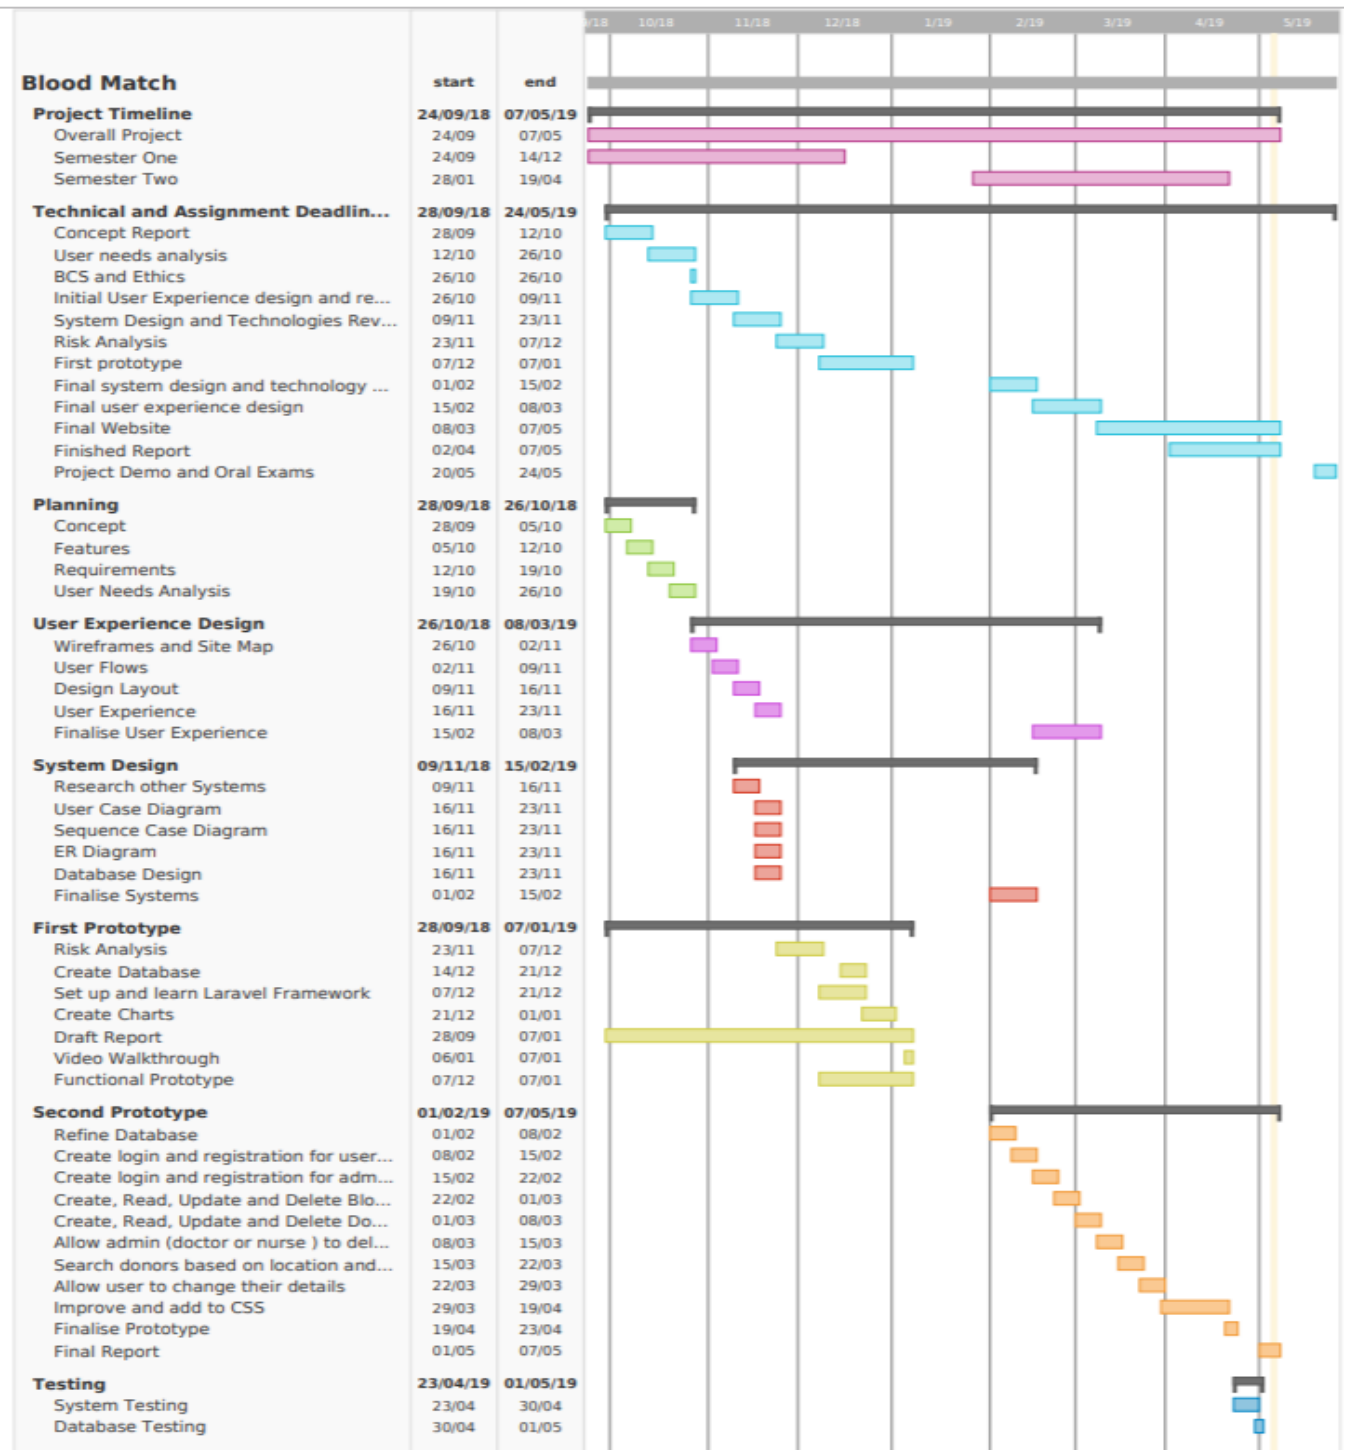 /18 10/18 11/18 12/18 1/19 2/19 3/19 4/19 5/19
Blood Match start end
Project Timeline 24/09/18 07/05/19
Overall Project 24/09 07/05
Semester One 24/09 14/12
Semester Two 28/01 19/04
Technical and Assignment Deadlin... 28/09/18 24/05/19
Concept Report 28/09 12/10
User needs analysis 12/10 26/10
BCS and Ethics 26/10 26/10
Initial User Experience design and re... 26/10 09/11
System Design and Technologies Rev... 09/11 23/11
Risk Analysis 23/11 07/12
First prototype 07/12 07/01
Final system design and technology ... 01/02 15/02
Final user experience design 15/02 08/03
Final Website 08/03 07/05
Finished Report 02/04 07/05
Project Demo and Oral Exams 20/05 24/05
Planning 28/09/18 26/10/18
Concept 28/09 05/10
Features 05/10 12/10
Requirements 12/10 19/10
User Needs Analysis 19/10 26/10
User Experience Design 26/10/18 08/03/19
Wireframes and Site Map 26/10 02/11
User Flows 02/11 09/11
Design Layout 09/11 16/11
User Experience 16/11 23/11
Finalise User Experience 15/02 08/03
System Design 09/11/18 15/02/19
Research other Systems 09/11 16/11
User Case Diagram 16/11 23/11
Sequence Case Diagram 16/11 23/11
ER Diagram 16/11 23/11
Database Design 16/11 23/11
Finalise Systems 01/02 15/02
First Prototype 28/09/18 07/01/19
Risk Analysis 23/11 07/12
Create Database 14/12 21/12
Set up and learn Laravel Framework 07/12 21/12
Create Charts 21/12 01/01
Draft Report 28/09 07/01
Video Walkthrough 06/01 07/01
Functional Prototype 07/12 07/01
Second Prototype 01/02/19 07/05/19
Refine Database 01/02 08/02
Create login and registration for user... 08/02 15/02
Create login and registration for adm... 15/02 22/02
Create, Read, Update and Delete Blo... 22/02 01/03
Create, Read, Update and Delete Do... 01/03 08/03
Allow admin (doctor or nurse ) to del... 08/03 15/03
Search donors based on location and... 15/03 22/03
Allow user to change their details 22/03 29/03
Improve and add to CSS 29/03 19/04
Finalise Prototype 19/04 23/04
Final Report 01/05 07/05
Testing 23/04/19 01/05/19
System Testing 23/04 30/04
Database Testing 30/04 01/05